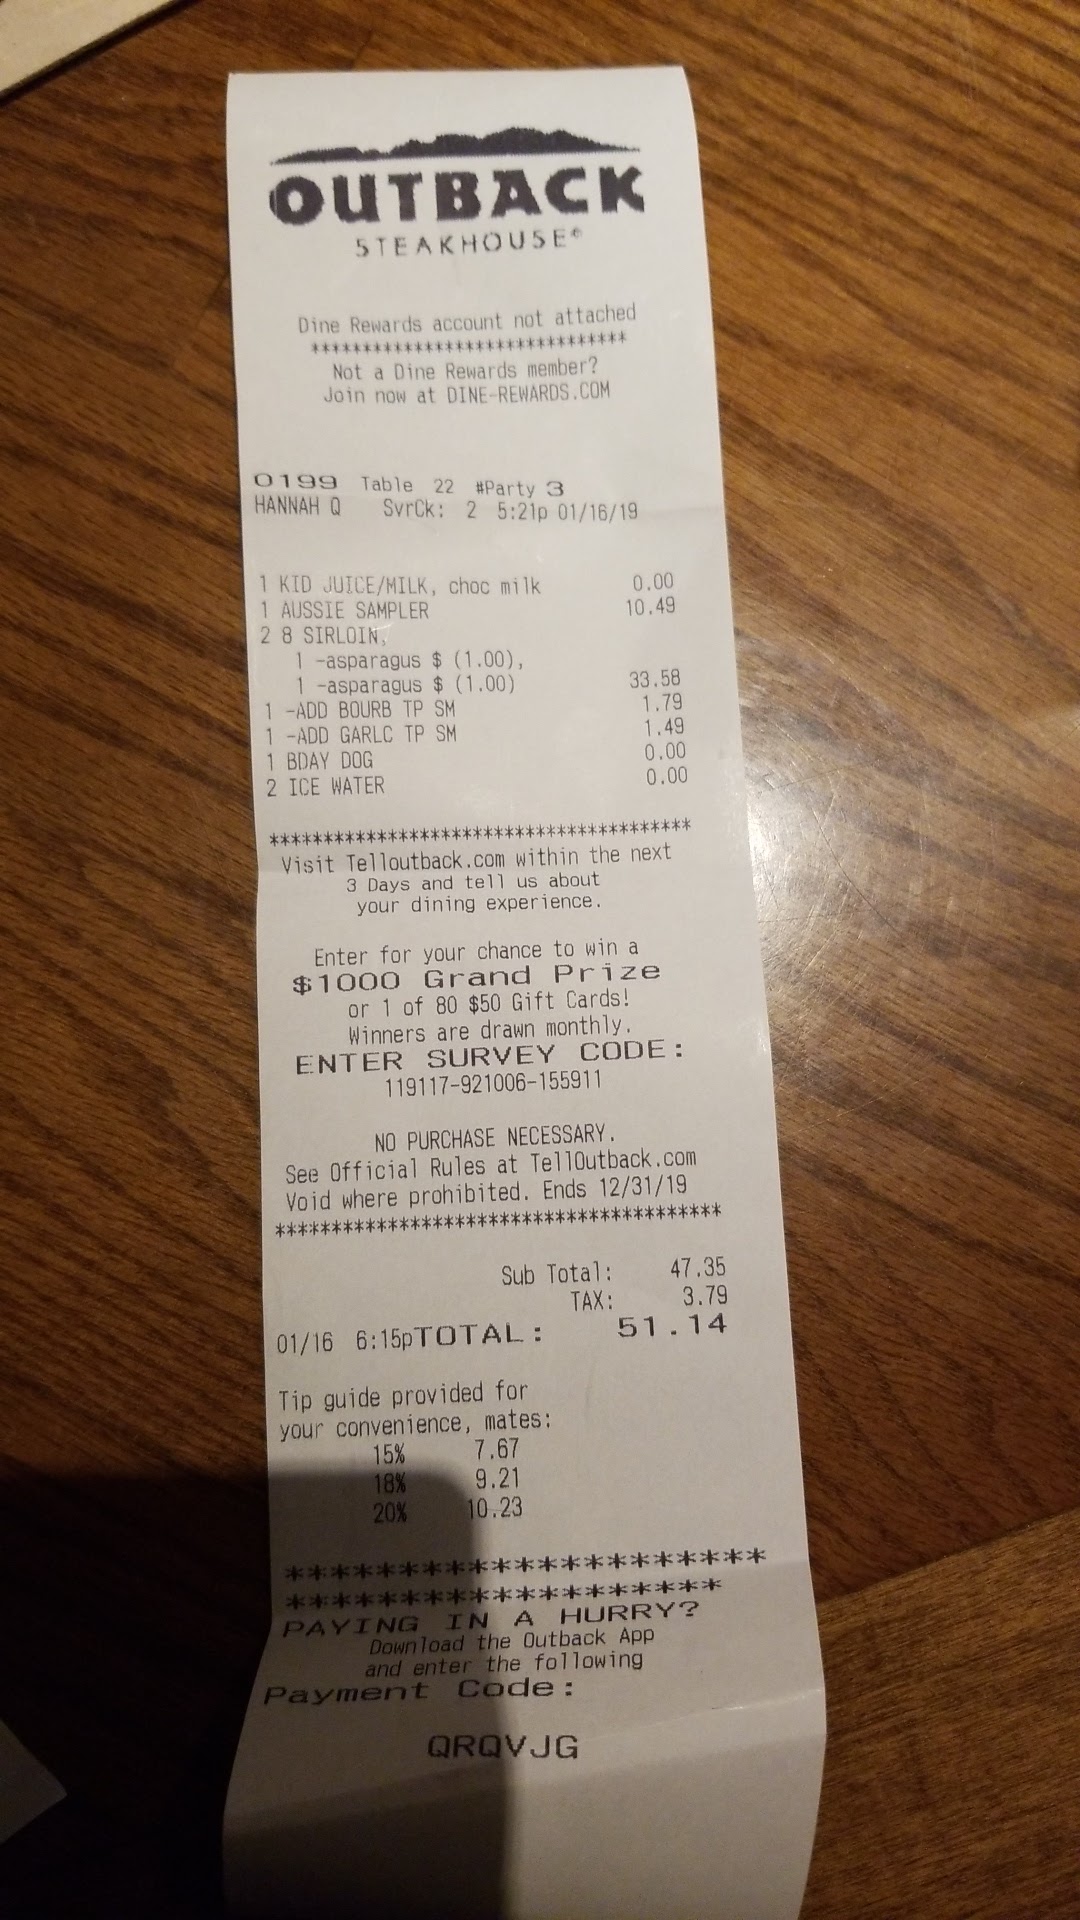 OUTBACK
STEAKHOUSE®
Dine Rewards account not attached
******************************
Not a Dine Rewards member?
Join now at DINE-REWARDS.COM
0199 Table 22 #Party 3
HANNAH Q SvrCk: 2 5:21p 01/16/19
1 KID JUICE/MILK, choc milk 0.00
1 AUSSIE SAMPLER 10.49
2 8 SIRLOIN,
1 -asparagus $ (1.00),
1 -asparagus $ (1.00) 33.58
1 -ADD BOURB TP SM 1.79
1 -ADD GARLC TP SM 1.49
1 BDAY DOG 0.00
2 ICE WATER 0.00
****************************************
Visit Telloutback.com within the next
3 Days and tell us about
your dining experience.
Enter for your chance to win a
$1000 Grand Prize
or 1 of 80 $50 Gift Cards!
Winners are drawn monthly.
ENTER SURVEY CODE:
119117-921006-155911
NO PURCHASE NECESSARY.
See Official Rules at TellOutback.com
Void where prohibited. Ends 12/31/19
****************************************
Sub Total: 47.35
TAX: 3.79
01/16 6:15pTOTAL: 51.14
Tip guide provided for
your convenience, mates:
15% 7.67
18% 9.21
20% 10.23
*********************
*******************
PAYING IN A HURRY?
Download the Outback App
and enter the following
Payment Code:
QRQVJG